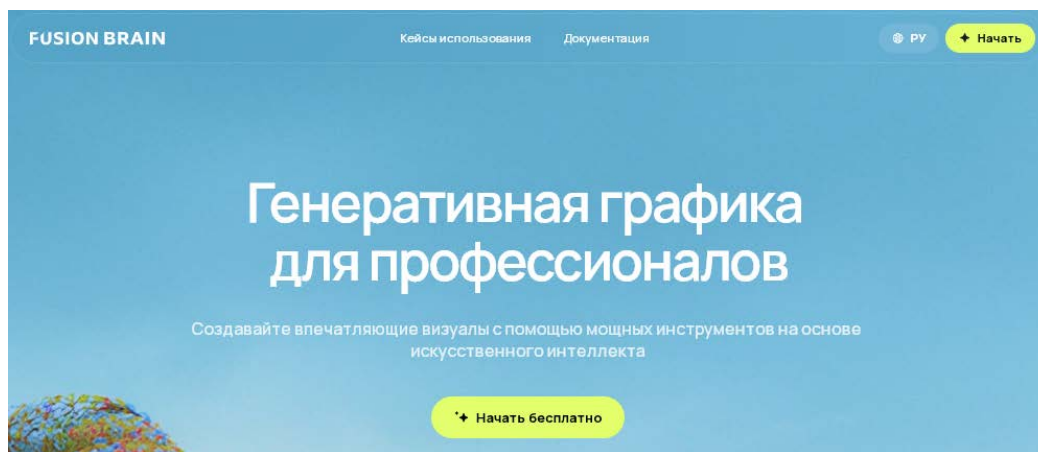 FUSION BRAIN
Кейсы использования
Документация
РУ
Начать
Генеративная графика
для профессионалов
Создавайте впечатляющие визуалы с помощью мощных инструментов на основе
искусственного интеллекта
Начать бесплатно